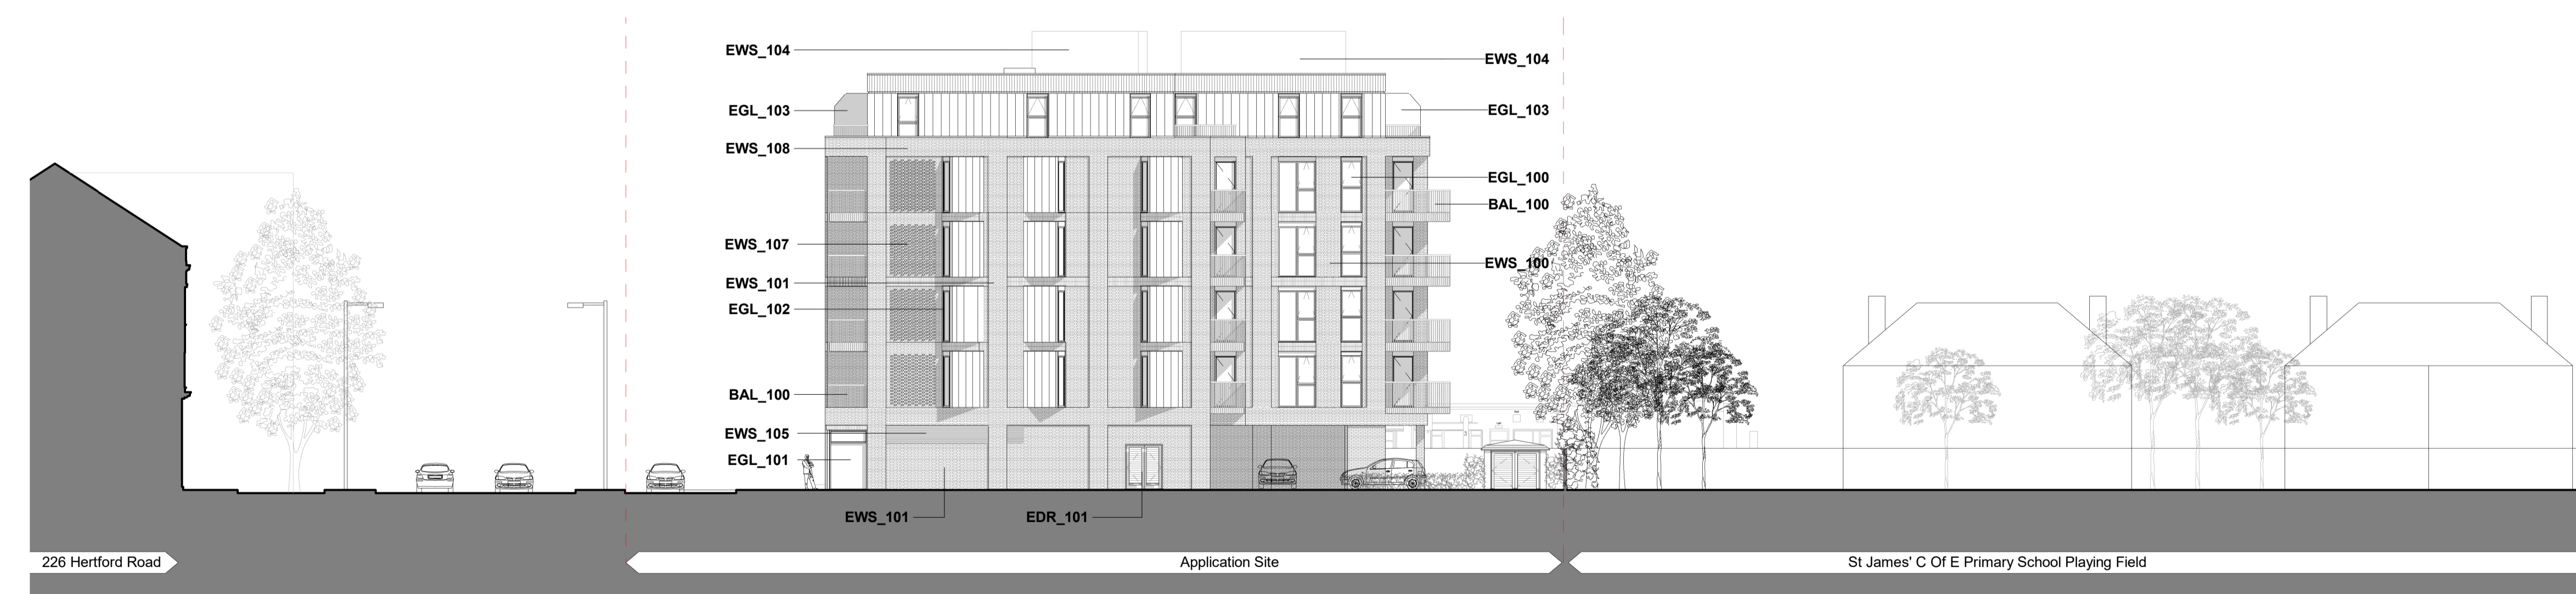 EWS_104
EWS_104
EGL_103
EGL_103
EWS_108
EGL_100
BAL_100
EWS_107
EWS_100
EWS_101
EGL_102
BAL_100
EWS_105
EGL_101
EWS_101
EDR_101
226 Hertford Road
Application Site
St James' C Of E Primary School Playing Field